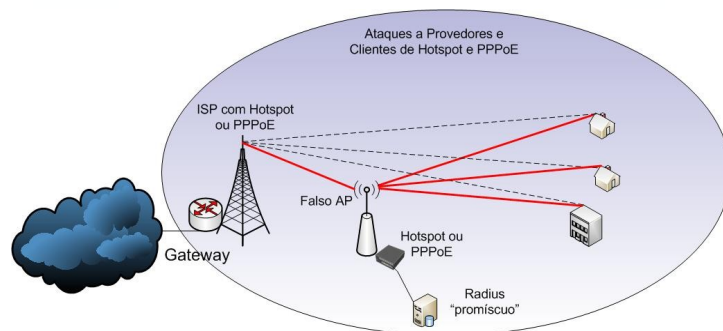 Ataques a Provedores e
Clientes de Hotspot e PPPoE
ISP com Hotspot
ou PPPoE
Falso AP
Gateway
Hotspot ou
PPPoE
Radius
"promíscuo"